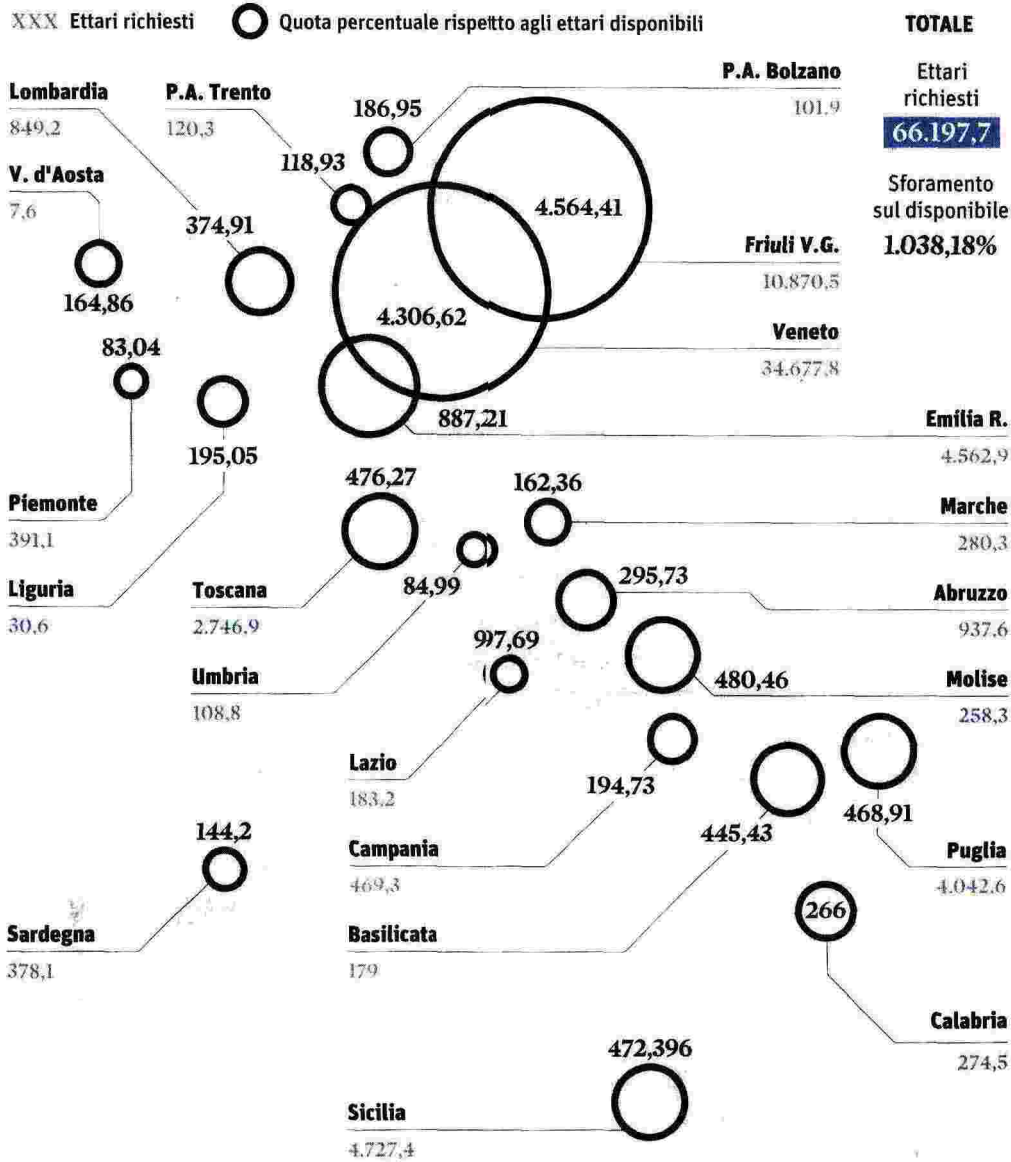 XXX Ettari richiesti
Quota percentuale rispetto agli ettari disponibili
TOTALE
Ettari
richiesti
66.197,7
Sforamento
sul disponibile
1.038,18%
Lombardia
849,2
374,91
P.A. Trento
120,3
118,93
186,95
P.A. Bolzano
101,9
V. d'Aosta
7,6
164,86
4.564,41
Friuli V.G.
10.870,5
4.306,62
Veneto
34.677,8
83,04
Piemonte
391,1
195,05
Liguria
30,6
887,21
Emilia R.
4.562,9
476,27
Toscana
2.746,9
162,36
Marche
280,3
84,99
Umbria
108,8
295,73
Abruzzo
937,6
480,46
Molise
258,3
Lazio
183,2
194,73
Campania
469,3
445,43
Basilicata
179
468,91
Puglia
4.042,6
144,2
Sardegna
378,1
266
Calabria
274,5
472,396
Sicilia
4.727,4